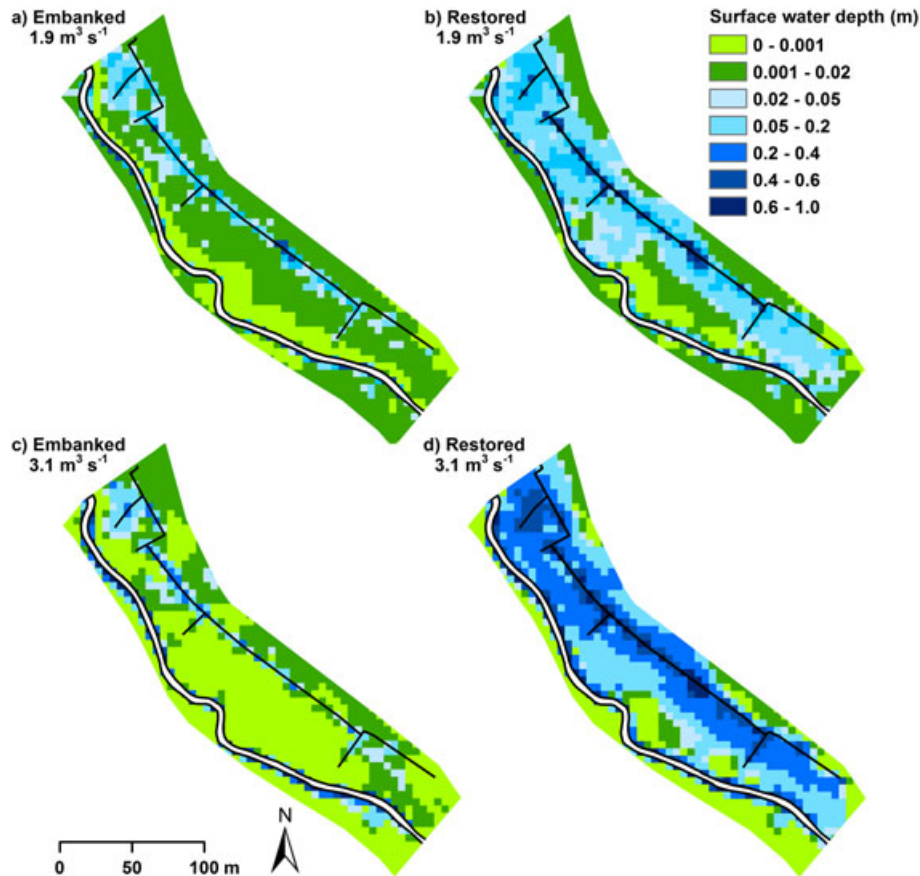 a) Embanked
1.9 m³ s⁻¹
b) Restored
1.9 m³ s⁻¹
Surface water depth (m)
0 - 0.001
0.001 - 0.02
0.02 - 0.05
0.05 - 0.2
0.2 - 0.4
0.4 - 0.6
0.6 - 1.0
c) Embanked
3.1 m³ s⁻¹
d) Restored
3.1 m³ s⁻¹
N
0 50 100 m